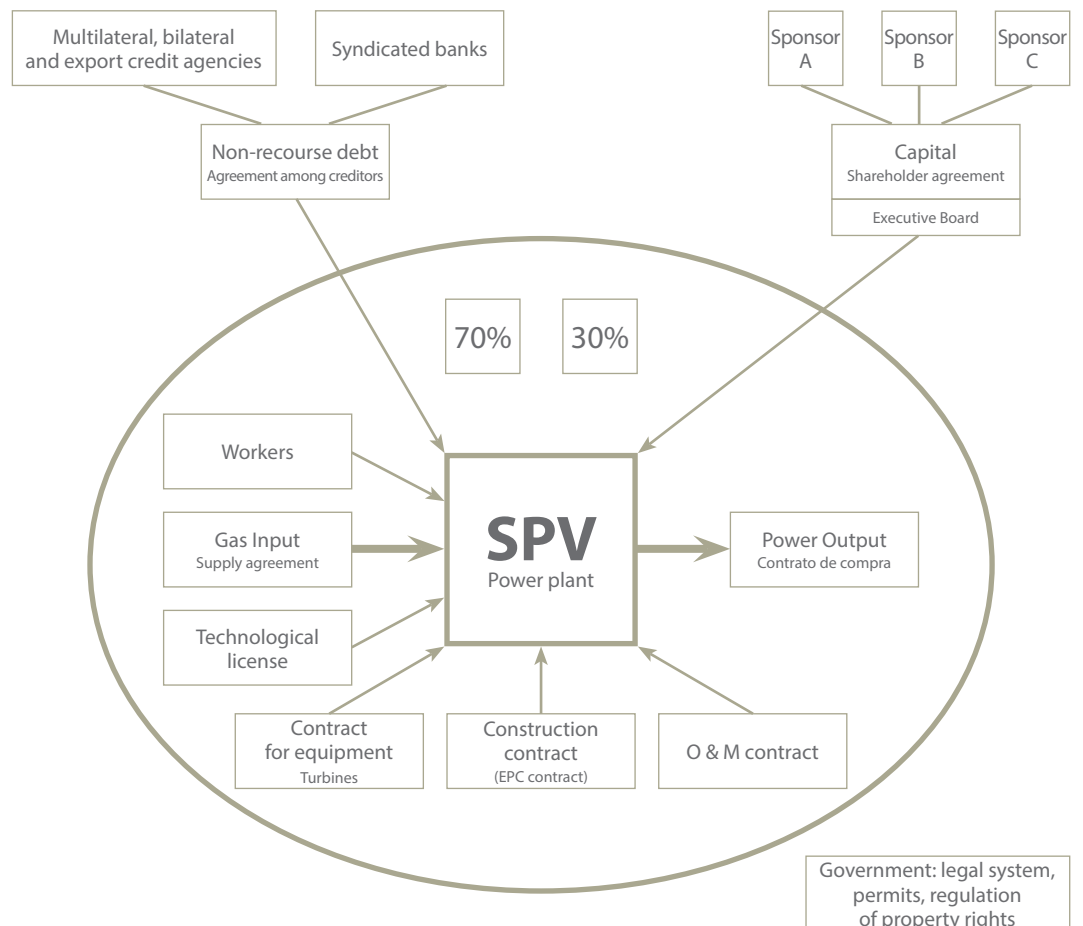 Multilateral, bilateral
and export credit agencies
Syndicated banks
Sponsor
A
Sponsor
B
Sponsor
C
Non-recourse debt
Agreement among creditors
Capital
Shareholder agreement
Executive Board
70%
30%
Workers
Gas Input
Supply agreement
Technological
license
SPV
Power plant
Power Output
Contrato de compra
Contract
for equipment
Turbines
Construction
contract
(EPC contract)
O & M contract
Government: legal system,
permits, regulation
of property rights